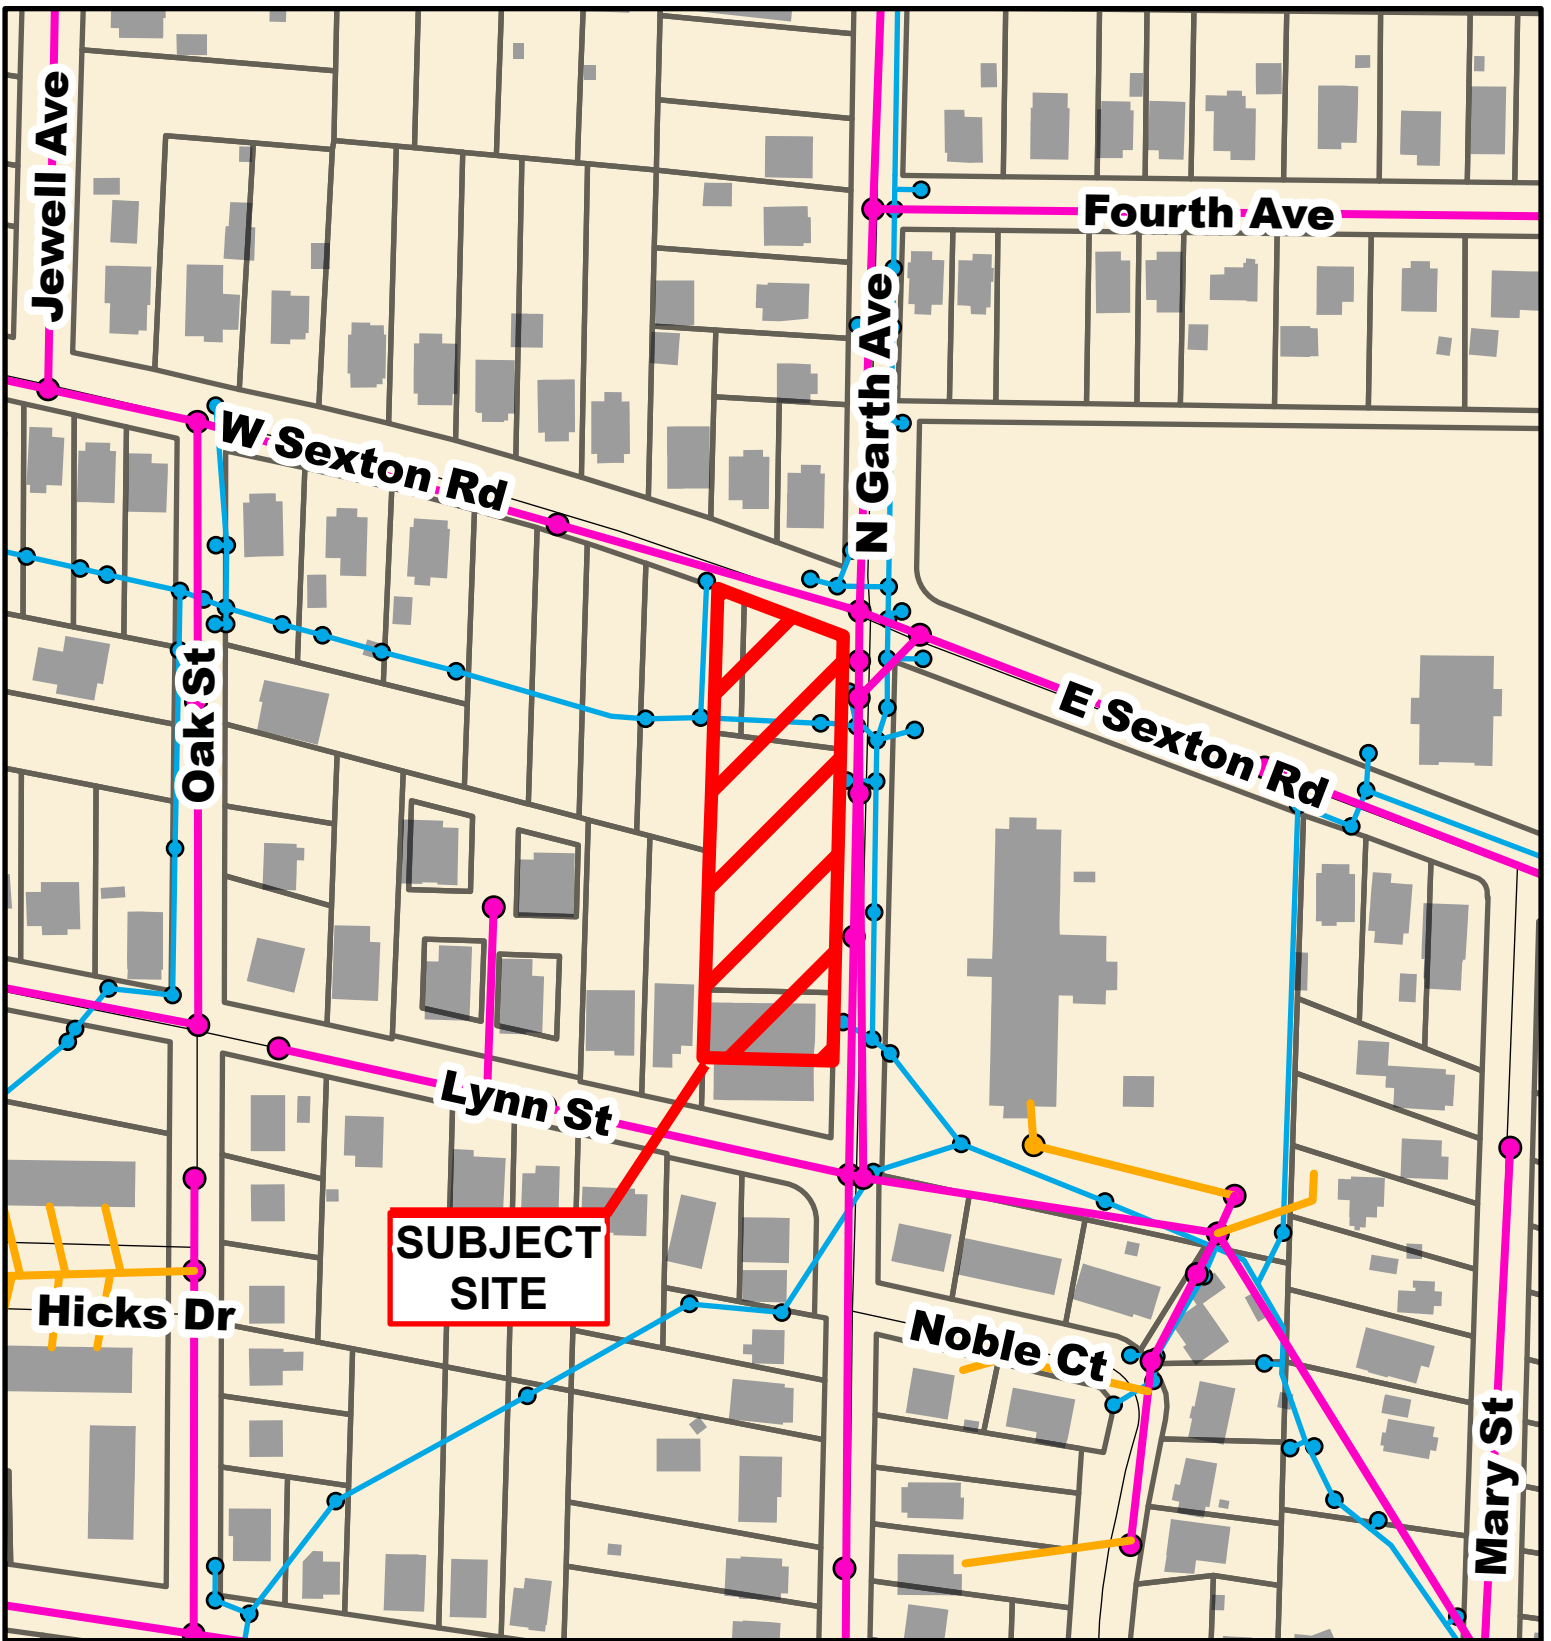 Jewell Ave
Fourth Ave
N Garth Ave
W Sexton Rd
E Sexton Rd
Oak St
Lynn St
SUBJECT
SITE
Hicks Dr
Noble Ct
Mary St